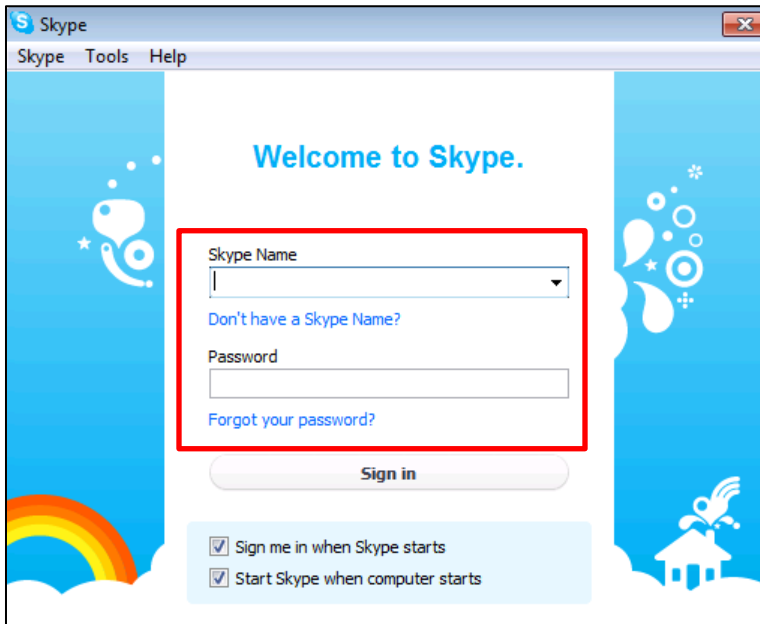 Skype
Skype Tools Help
Welcome to Skype.
Skype Name
Don't have a Skype Name?
Password
Forgot your password?
Sign in
Sign me in when Skype starts
Start Skype when computer starts